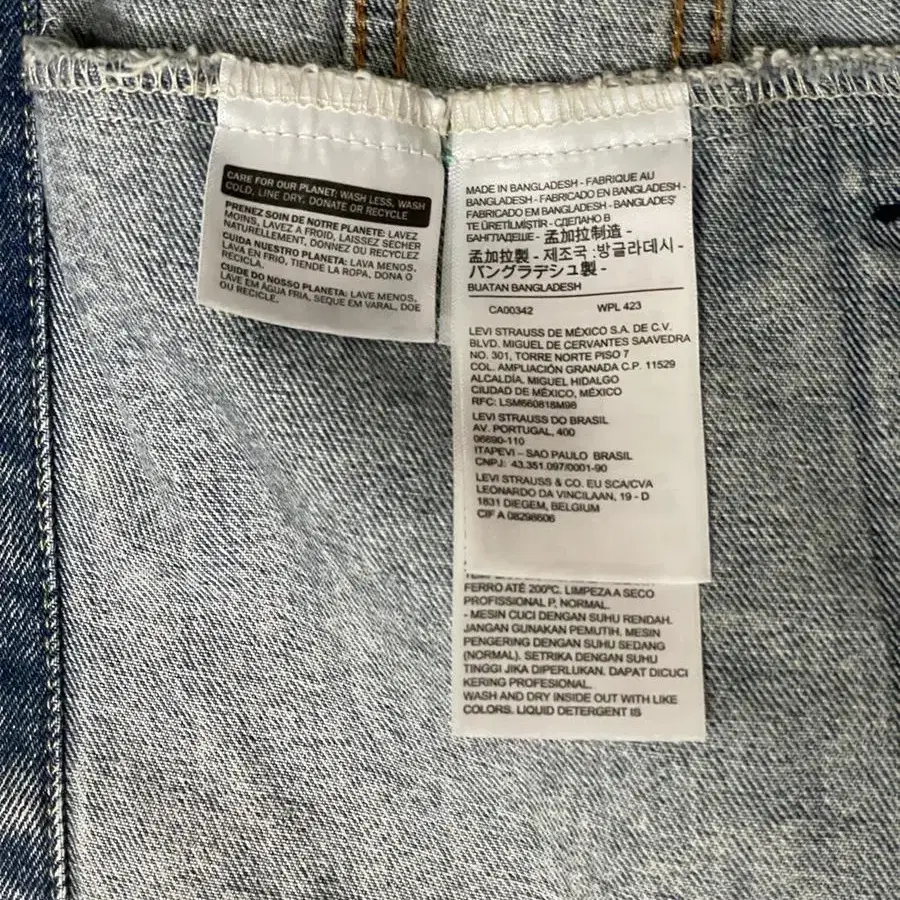 CARE FOR OUR PLANET: WASH LESS, WASH
COLD, LINE DRY, DONATE OR RECYCLE
PRENEZ SOIN DE NOTRE PLANETE: LAVEZ
MOINS, LAVEZ A FROID, LAISSEZ SECHER
NATURELLEMENT, DONNEZ OU RECYCLEZ
CUIDA NUESTRO PLANETA: LAVA MENOS,
LAVA EN FRIO, TIENDE LA ROPA, DONA O
RECICLA.
CUIDE DO NOSSO PLANETA: LAVE MENOS,
LAVE EM ÁGUA FRIA, SEQUE EM VARAL, DOE
OU RECICLE.
MADE IN BANGLADESH - FABRIQUE AU
BANGLADESH - FABRICADO EN BANGLADESH -
FABRICADO EM BANGLADESH - BANGLADEŞ'
TE ÜRETİLMİŞTİR - СДЕЛАНО В
БАНГЛАДЕШЕ - 孟加拉制造 -
孟加拉製 - 제조국 :방글라데시 -
バングラデシュ製 -
BUATAN BANGLADESH
CA00342 WPL 423
LEVI STRAUSS DE MÉXICO S.A. DE C.V.
BLVD. MIGUEL DE CERVANTES SAAVEDRA
NO. 301, TORRE NORTE PISO 7
COL. AMPLIACIÓN GRANADA C.P. 11529
ALCALDÍA. MIGUEL HIDALGO
CIUDAD DE MÉXICO, MÉXICO
RFC: LSM660818M98
LEVI STRAUSS DO BRASIL
AV. PORTUGAL, 400
06690-110
ITAPEVI – SAO PAULO BRASIL
CNPJ: 43.351.097/0001-90
LEVI STRAUSS & CO. EU SCA/CVA
LEONARDO DA VINCILAAN, 19 - D
1831 DIEGEM, BELGIUM
CIF A 08298606
FERRO ATÉ 200ºC. LIMPEZA A SECO
PROFISSIONAL P, NORMAL.
- MESIN CUCI DENGAN SUHU RENDAH.
JANGAN GUNAKAN PEMUTIH. MESIN
PENGERING DENGAN SUHU SEDANG
(NORMAL). SETRIKA DENGAN SUHU
TINGGI JIKA DIPERLUKAN. DAPAT DICUCI
KERING PROFESIONAL.
WASH AND DRY INSIDE OUT WITH LIKE
COLORS. LIQUID DETERGENT IS